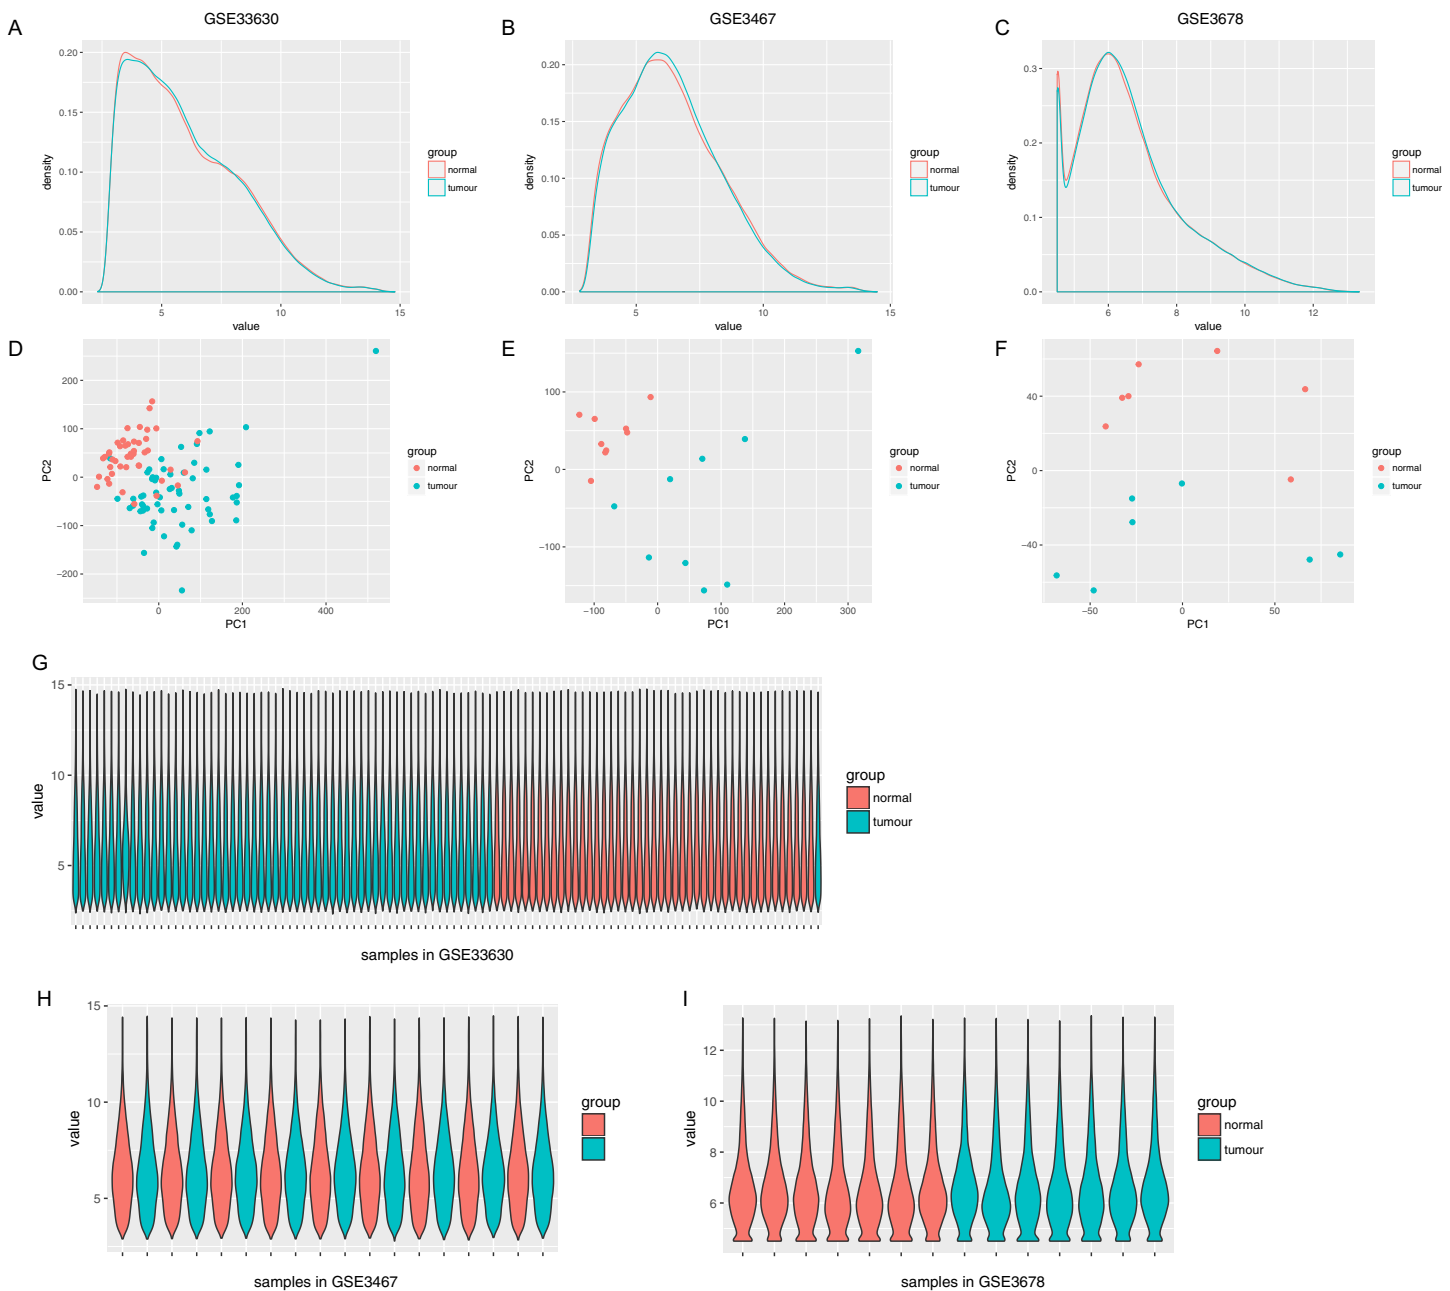 A
GSE33630
density
0.20
0.15
0.10
0.05
0.00
5
10
15
value
group
normal
tumour
B
GSE3467
density
0.20
0.15
0.10
0.05
0.00
5
10
15
value
group
normal
tumour
C
GSE3678
density
0.3
0.2
0.1
0.0
6
8
10
12
value
group
normal
tumour
D
PC2
200
100
0
−100
−200
0
200
400
PC1
group
normal
tumour
E
PC2
100
0
−100
−100
0
100
200
300
PC1
group
normal
tumour
F
PC2
40
0
−40
−50
0
50
PC1
group
normal
tumour
G
value
15
10
5
samples in GSE33630
group
normal
tumour
H
value
15
10
5
samples in GSE3467
group
I
value
12
10
8
6
samples in GSE3678
group
normal
tumour